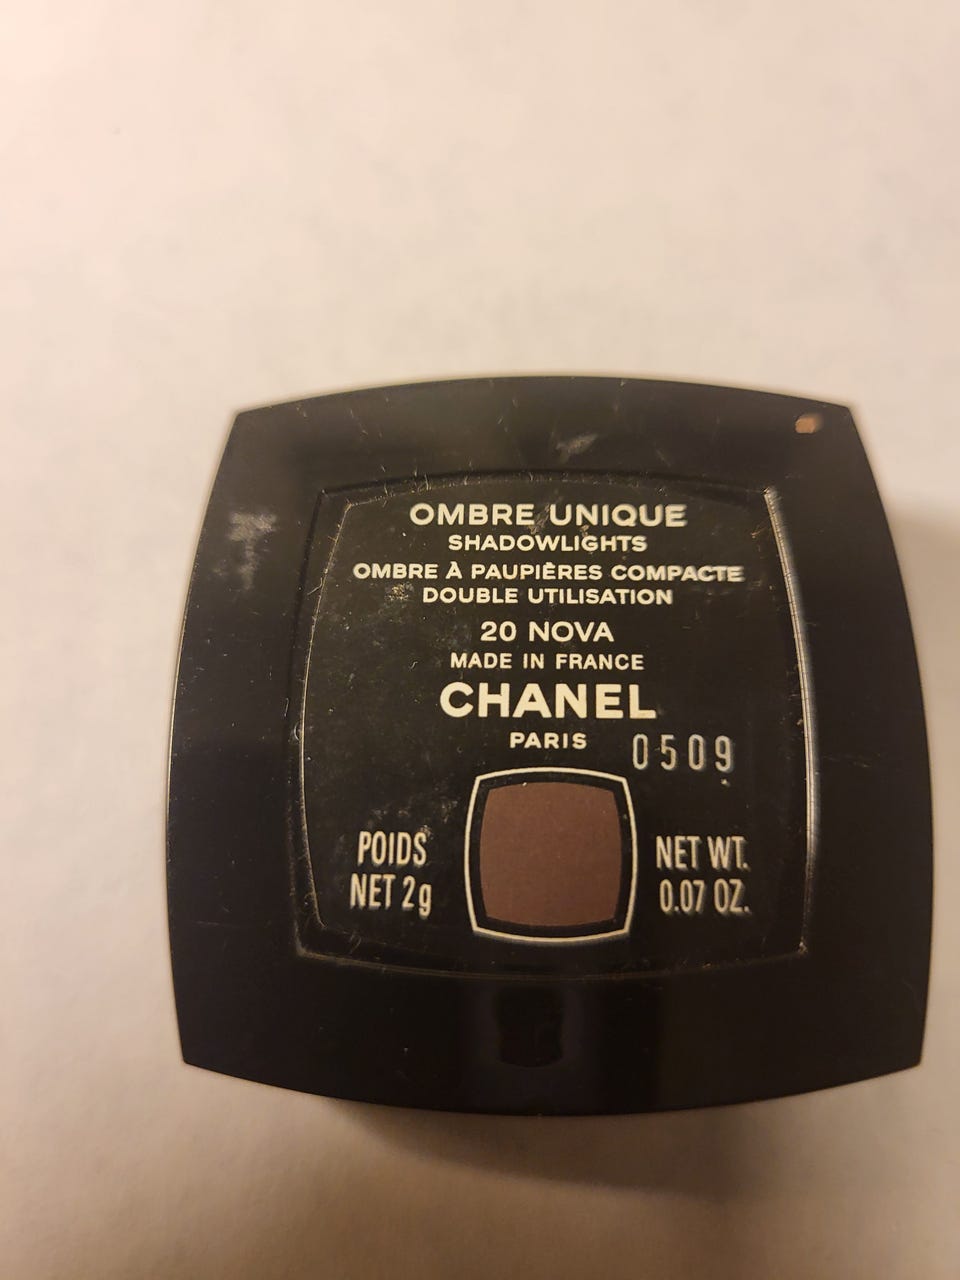 OMBRE UNIQUE
SHADOWLIGHTS
OMBRE À PAUPIÈRES COMPACTE
DOUBLE UTILISATION
20 NOVA
MADE IN FRANCE
CHANEL
PARIS
0509
POIDS
NET 2g
NET WT.
0.07 OZ.